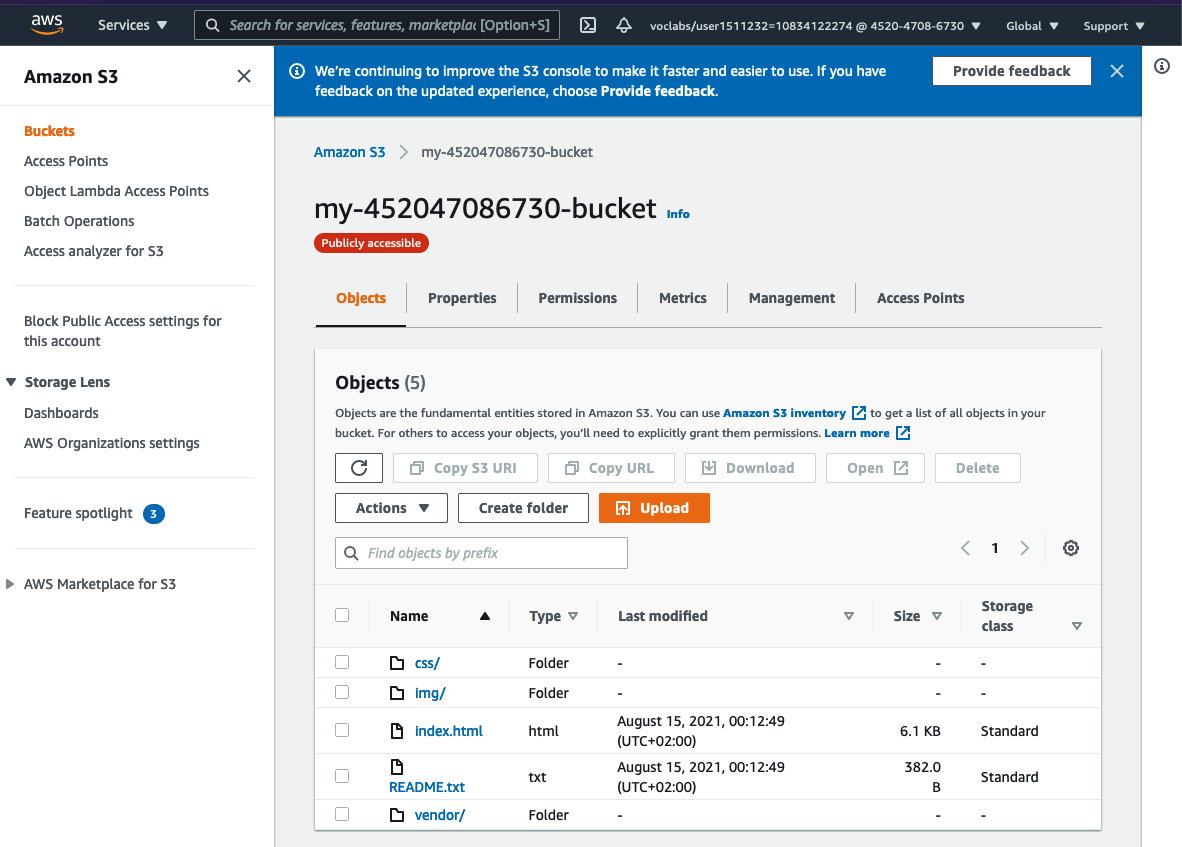 aws
Services ▼
Search for services, features, marketplac [Option+S]
voclabs/user1511232=10834122274 @ 4520-4708-6730 ▼
Global ▼
Support ▼
Amazon S3
Buckets
Access Points
Object Lambda Access Points
Batch Operations
Access analyzer for S3
Block Public Access settings for
this account
Storage Lens
Dashboards
AWS Organizations settings
Feature spotlight 3
AWS Marketplace for S3
We're continuing to improve the S3 console to make it faster and easier to use. If you have
feedback on the updated experience, choose Provide feedback.
Provide feedback
Amazon S3 > my-452047086730-bucket
my-452047086730-bucket Info
Publicly accessible
Objects
Properties
Permissions
Metrics
Management
Access Points
Objects (5)
Objects are the fundamental entities stored in Amazon S3. You can use Amazon S3 inventory to get a list of all objects in your
bucket. For others to access your objects, you'll need to explicitly grant them permissions. Learn more
Copy S3 URI
Copy URL
Download
Open
Delete
Actions ▼
Create folder
Upload
Find objects by prefix
1
Name
Type
Last modified
Size
Storage
class
css/ Folder - - -
img/ Folder - - -
index.html html August 15, 2021, 00:12:49
(UTC+02:00) 6.1 KB Standard
README.txt txt August 15, 2021, 00:12:49
(UTC+02:00) 382.0
B Standard
vendor/ Folder - - -